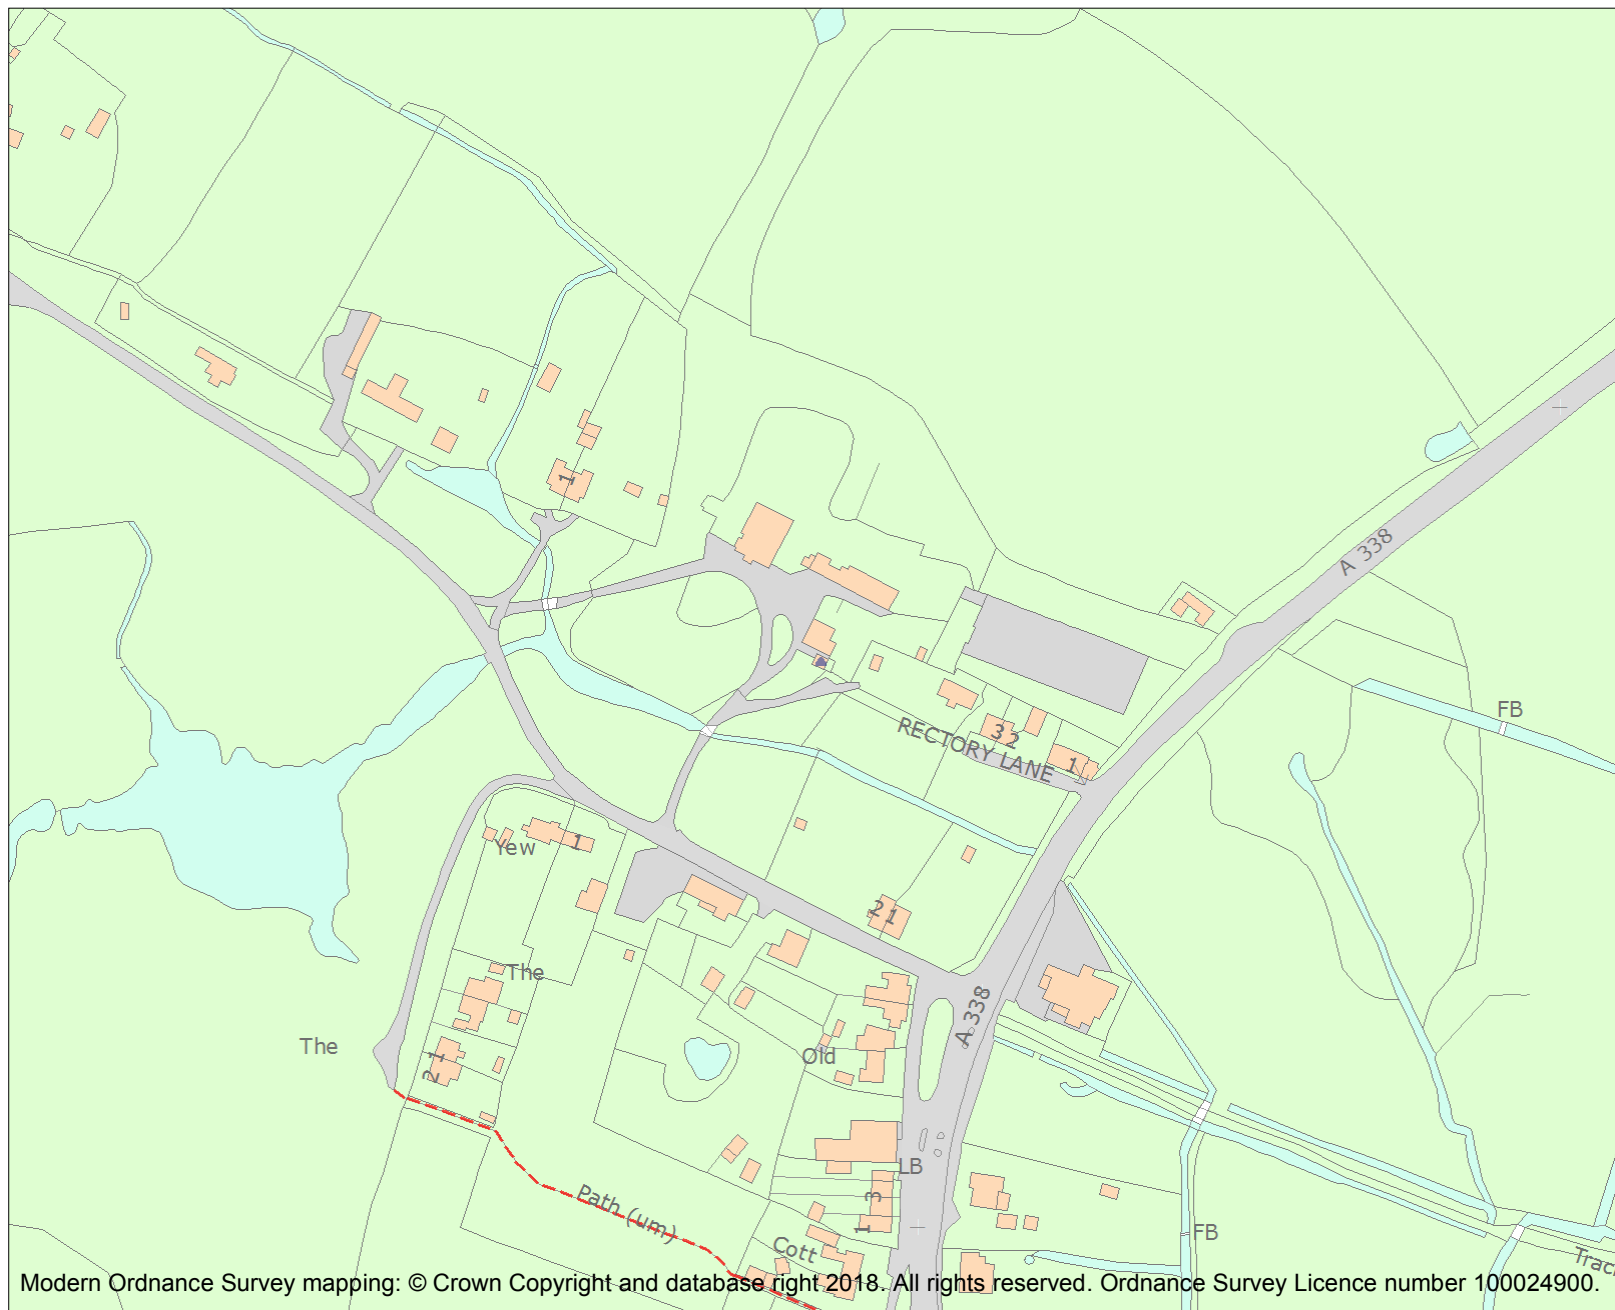 1
A 338
FB
RECTORY LANE
3 2
1
Yew
1
2 1
The
A 338
The
Old
2 1
LB
3
1
Path (um)
Cott
FB
Trac
Modern Ordnance Survey mapping: © Crown Copyright and database right 2018. All rights reserved. Ordnance Survey Licence number 100024900.